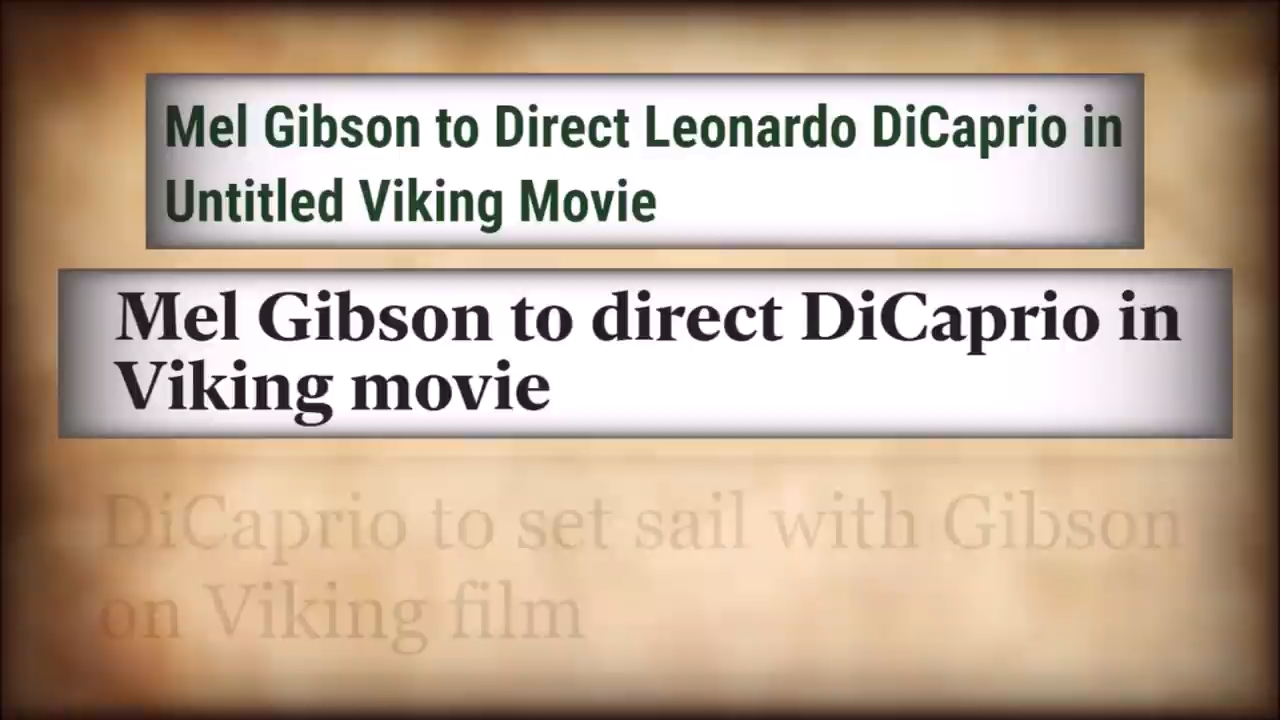 Mel Gibson to Direct Leonardo DiCaprio in
Untitled Viking Movie
Mel Gibson to direct DiCaprio in
Viking movie
DiCaprio to set sail with Gibson
on Viking film